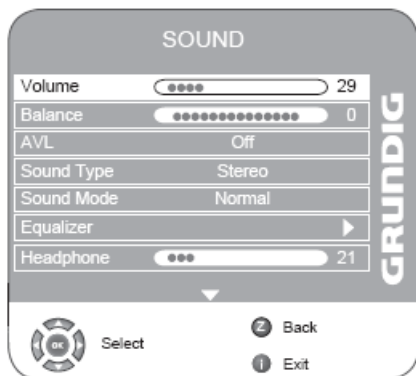 SOUND
Volume 29
Balance 0
AVL Off
Sound Type Stereo
Sound Mode Normal
Equalizer
Headphone 21
GRUNDIG
OK Select
Z Back
i Exit